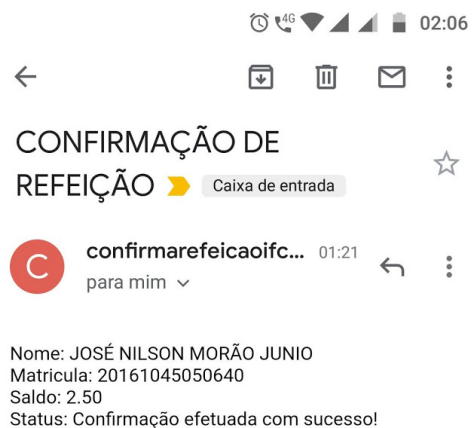 4G 02:06
CONFIRMAÇÃO DE
REFEIÇÃO Caixa de entrada
C confirmarefeicaoifc... 01:21
para mim
Nome: JOSÉ NILSON MORÃO JUNIO
Matricula: 20161045050640
Saldo: 2.50
Status: Confirmação efetuada com sucesso!